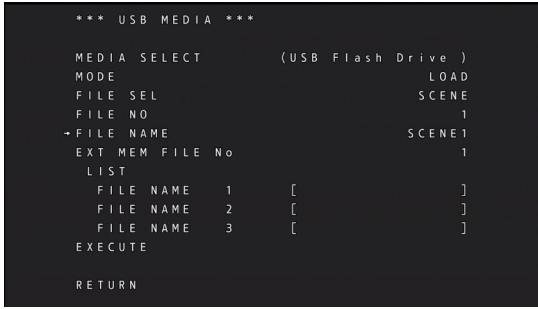 *** USB MEDIA ***
MEDIA SELECT (USB Flash Drive )
MODE LOAD
FILE SEL SCENE
FILE NO 1
→FILE NAME SCENE1
EXT MEM FILE No 1
LIST
FILE NAME 1 [ ]
FILE NAME 2 [ ]
FILE NAME 3 [ ]
EXECUTE
RETURN